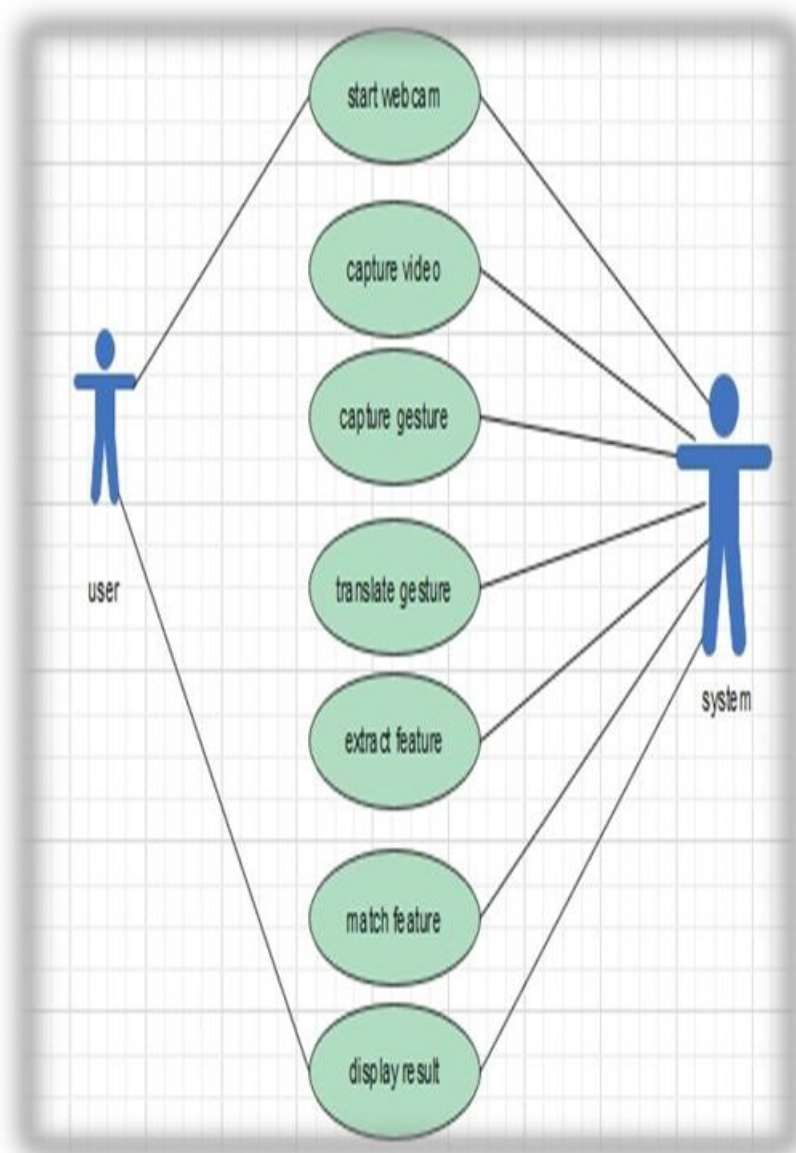 start webcam
capture video
capture gesture
translate gesture
user
extract feature
system
match feature
display result